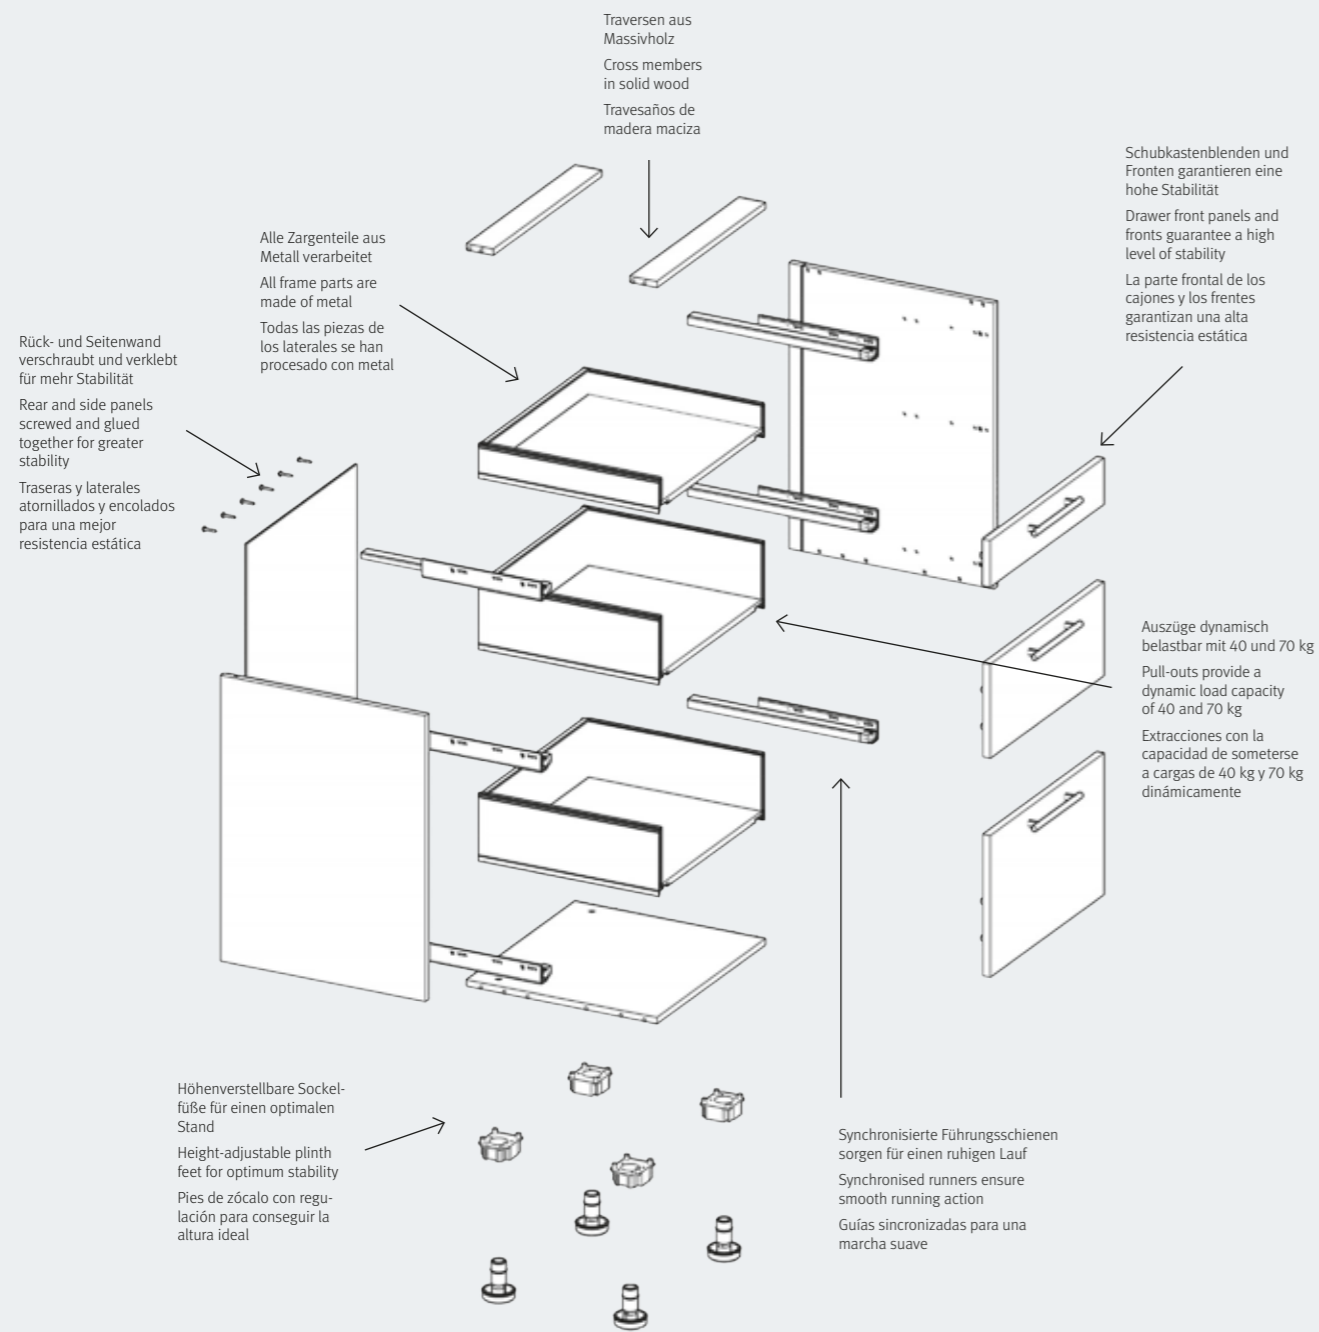 Traversen aus
Massivholz
Cross members
in solid wood
Travesaños de
madera maciza
Schubkastenblenden und
Fronten garantieren eine
hohe Stabilität
Drawer front panels and
fronts guarantee a high
level of stability
La parte frontal de los
cajones y los frentes
garantizan una alta
resistencia estática
Alle Zargenteile aus
Metall verarbeitet
All frame parts are
made of metal
Todas las piezas de
los laterales se han
procesado con metal
Rück- und Seitenwand
verschraubt und verklebt
für mehr Stabilität
Rear and side panels
screwed and glued
together for greater
stability
Traseras y laterales
atornillados y encolados
para una mejor
resistencia estática
Auszüge dynamisch
belastbar mit 40 und 70 kg
Pull-outs provide a
dynamic load capacity
of 40 and 70 kg
Extracciones con la
capacidad de someterse
a cargas de 40 kg y 70 kg
dinámicamente
Höhenverstellbare Sockel-
füße für einen optimalen
Stand
Height-adjustable plinth
feet for optimum stability
Pies de zócalo con regu-
lación para conseguir la
altura ideal
Synchronisierte Führungsschienen
sorgen für einen ruhigen Lauf
Synchronised runners ensure
smooth running action
Guías sincronizadas para una
marcha suave